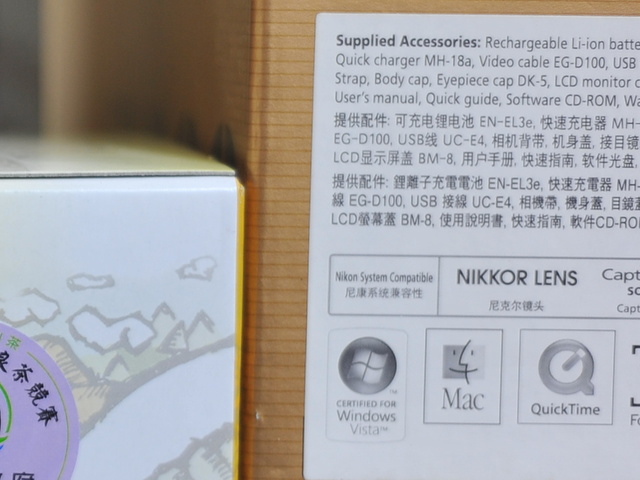 Supplied Accessories: Rechargeable Li-ion batte
Quick charger MH-18a, Video cable EG-D100, USB
Strap, Body cap, Eyepiece cap DK-5, LCD monitor c
User's manual, Quick guide, Software CD-ROM, Wa
提供配件: 可充电锂电池 EN-EL3e, 快速充电器 MH-
EG-D100, USB线 UC-E4, 相机背带, 机身盖, 接目镜
LCD显示屏盖 BM-8, 用户手册, 快速指南, 软件光盘,
提供配件: 鋰離子充電電池 EN-EL3e, 快速充電器 MH-
線 EG-D100, USB 接線 UC-E4, 相機帶, 機身蓋, 目鏡蓋
LCD螢幕蓋 BM-8, 使用說明書, 快速指南, 軟件CD-ROM
Nikon System Compatible
尼康系统兼容性
NIKKOR LENS
尼克尔镜头
Capt
Capt
CERTIFIED FOR
Windows
Vista™
Mac
QuickTime
Fo
茶競賽